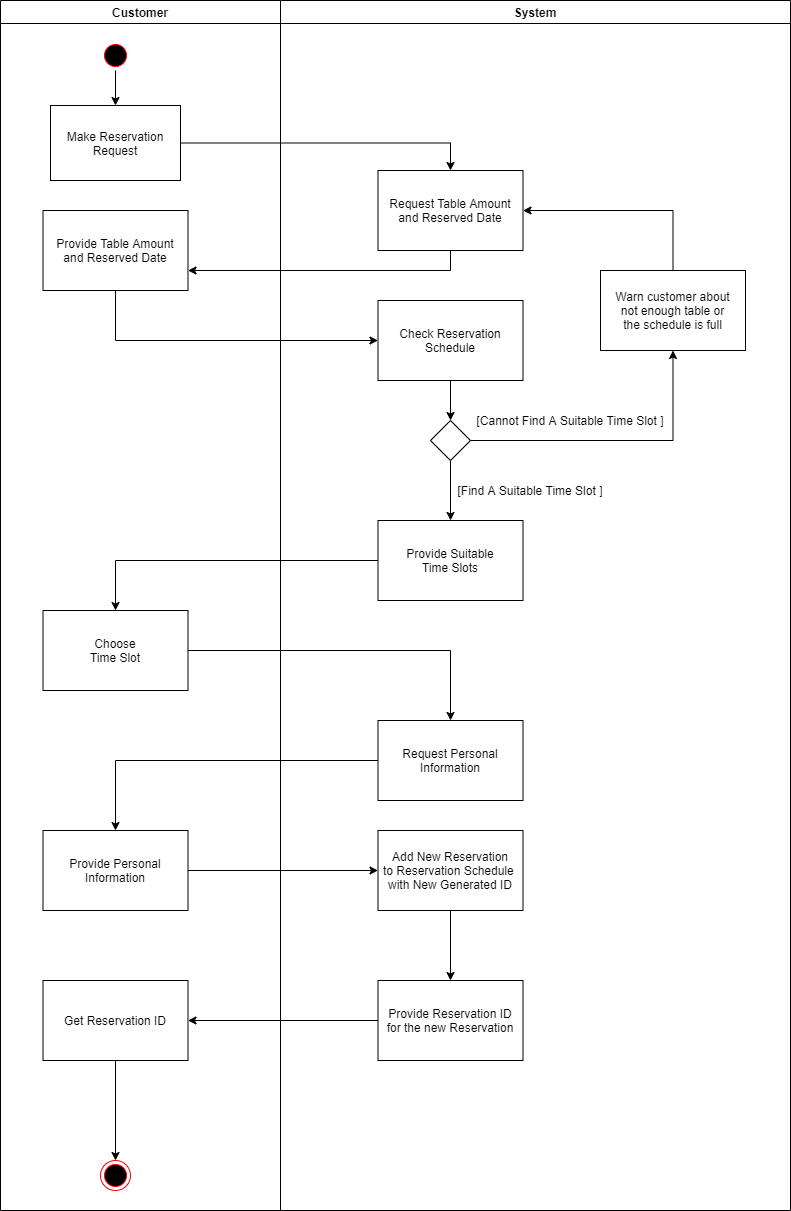 Customer
System
Make Reservation
Request
Request Table Amount
and Reserved Date
Provide Table Amount
and Reserved Date
Warn customer about
not enough table or
the schedule is full
Check Reservation
Schedule
[Cannot Find A Suitable Time Slot ]
[Find A Suitable Time Slot ]
Provide Suitable
Time Slots
Choose
Time Slot
Request Personal
Information
Provide Personal
Information
Add New Reservation
to Reservation Schedule
with New Generated ID
Get Reservation ID
Provide Reservation ID
for the new Reservation